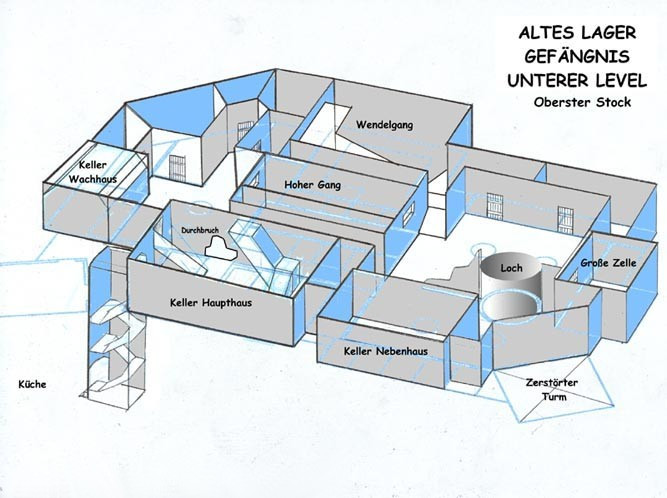 ALTES LAGER
GEFÄNGNIS
UNTERER LEVEL
Oberster Stock
Wendelgang
Keller
Wachhaus
Hoher Gang
Durchbruch
Loch
Große Zelle
Keller Haupthaus
Keller Nebenhaus
Küche
Zerstörter
Turm